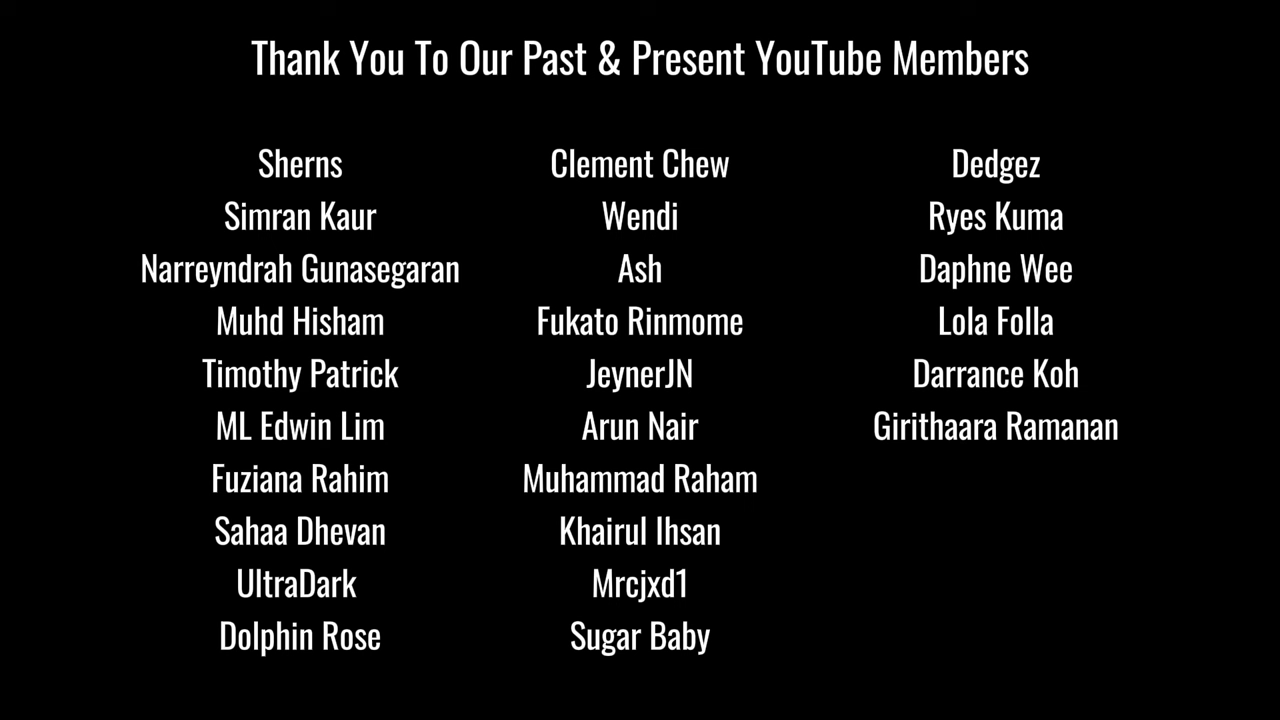 Thank You To Our Past & Present YouTube Members
Sherns
Simran Kaur
Narreyndrah Gunasegaran
Muhd Hisham
Timothy Patrick
ML Edwin Lim
Fuziana Rahim
Sahaa Dhevan
UltraDark
Dolphin Rose
Clement Chew
Wendi
Ash
Fukato Rinmome
JeynerJN
Arun Nair
Muhammad Raham
Khairul Ihsan
Mrcjxd1
Sugar Baby
Dedgez
Ryes Kuma
Daphne Wee
Lola Folla
Darrance Koh
Girithaara Ramanan